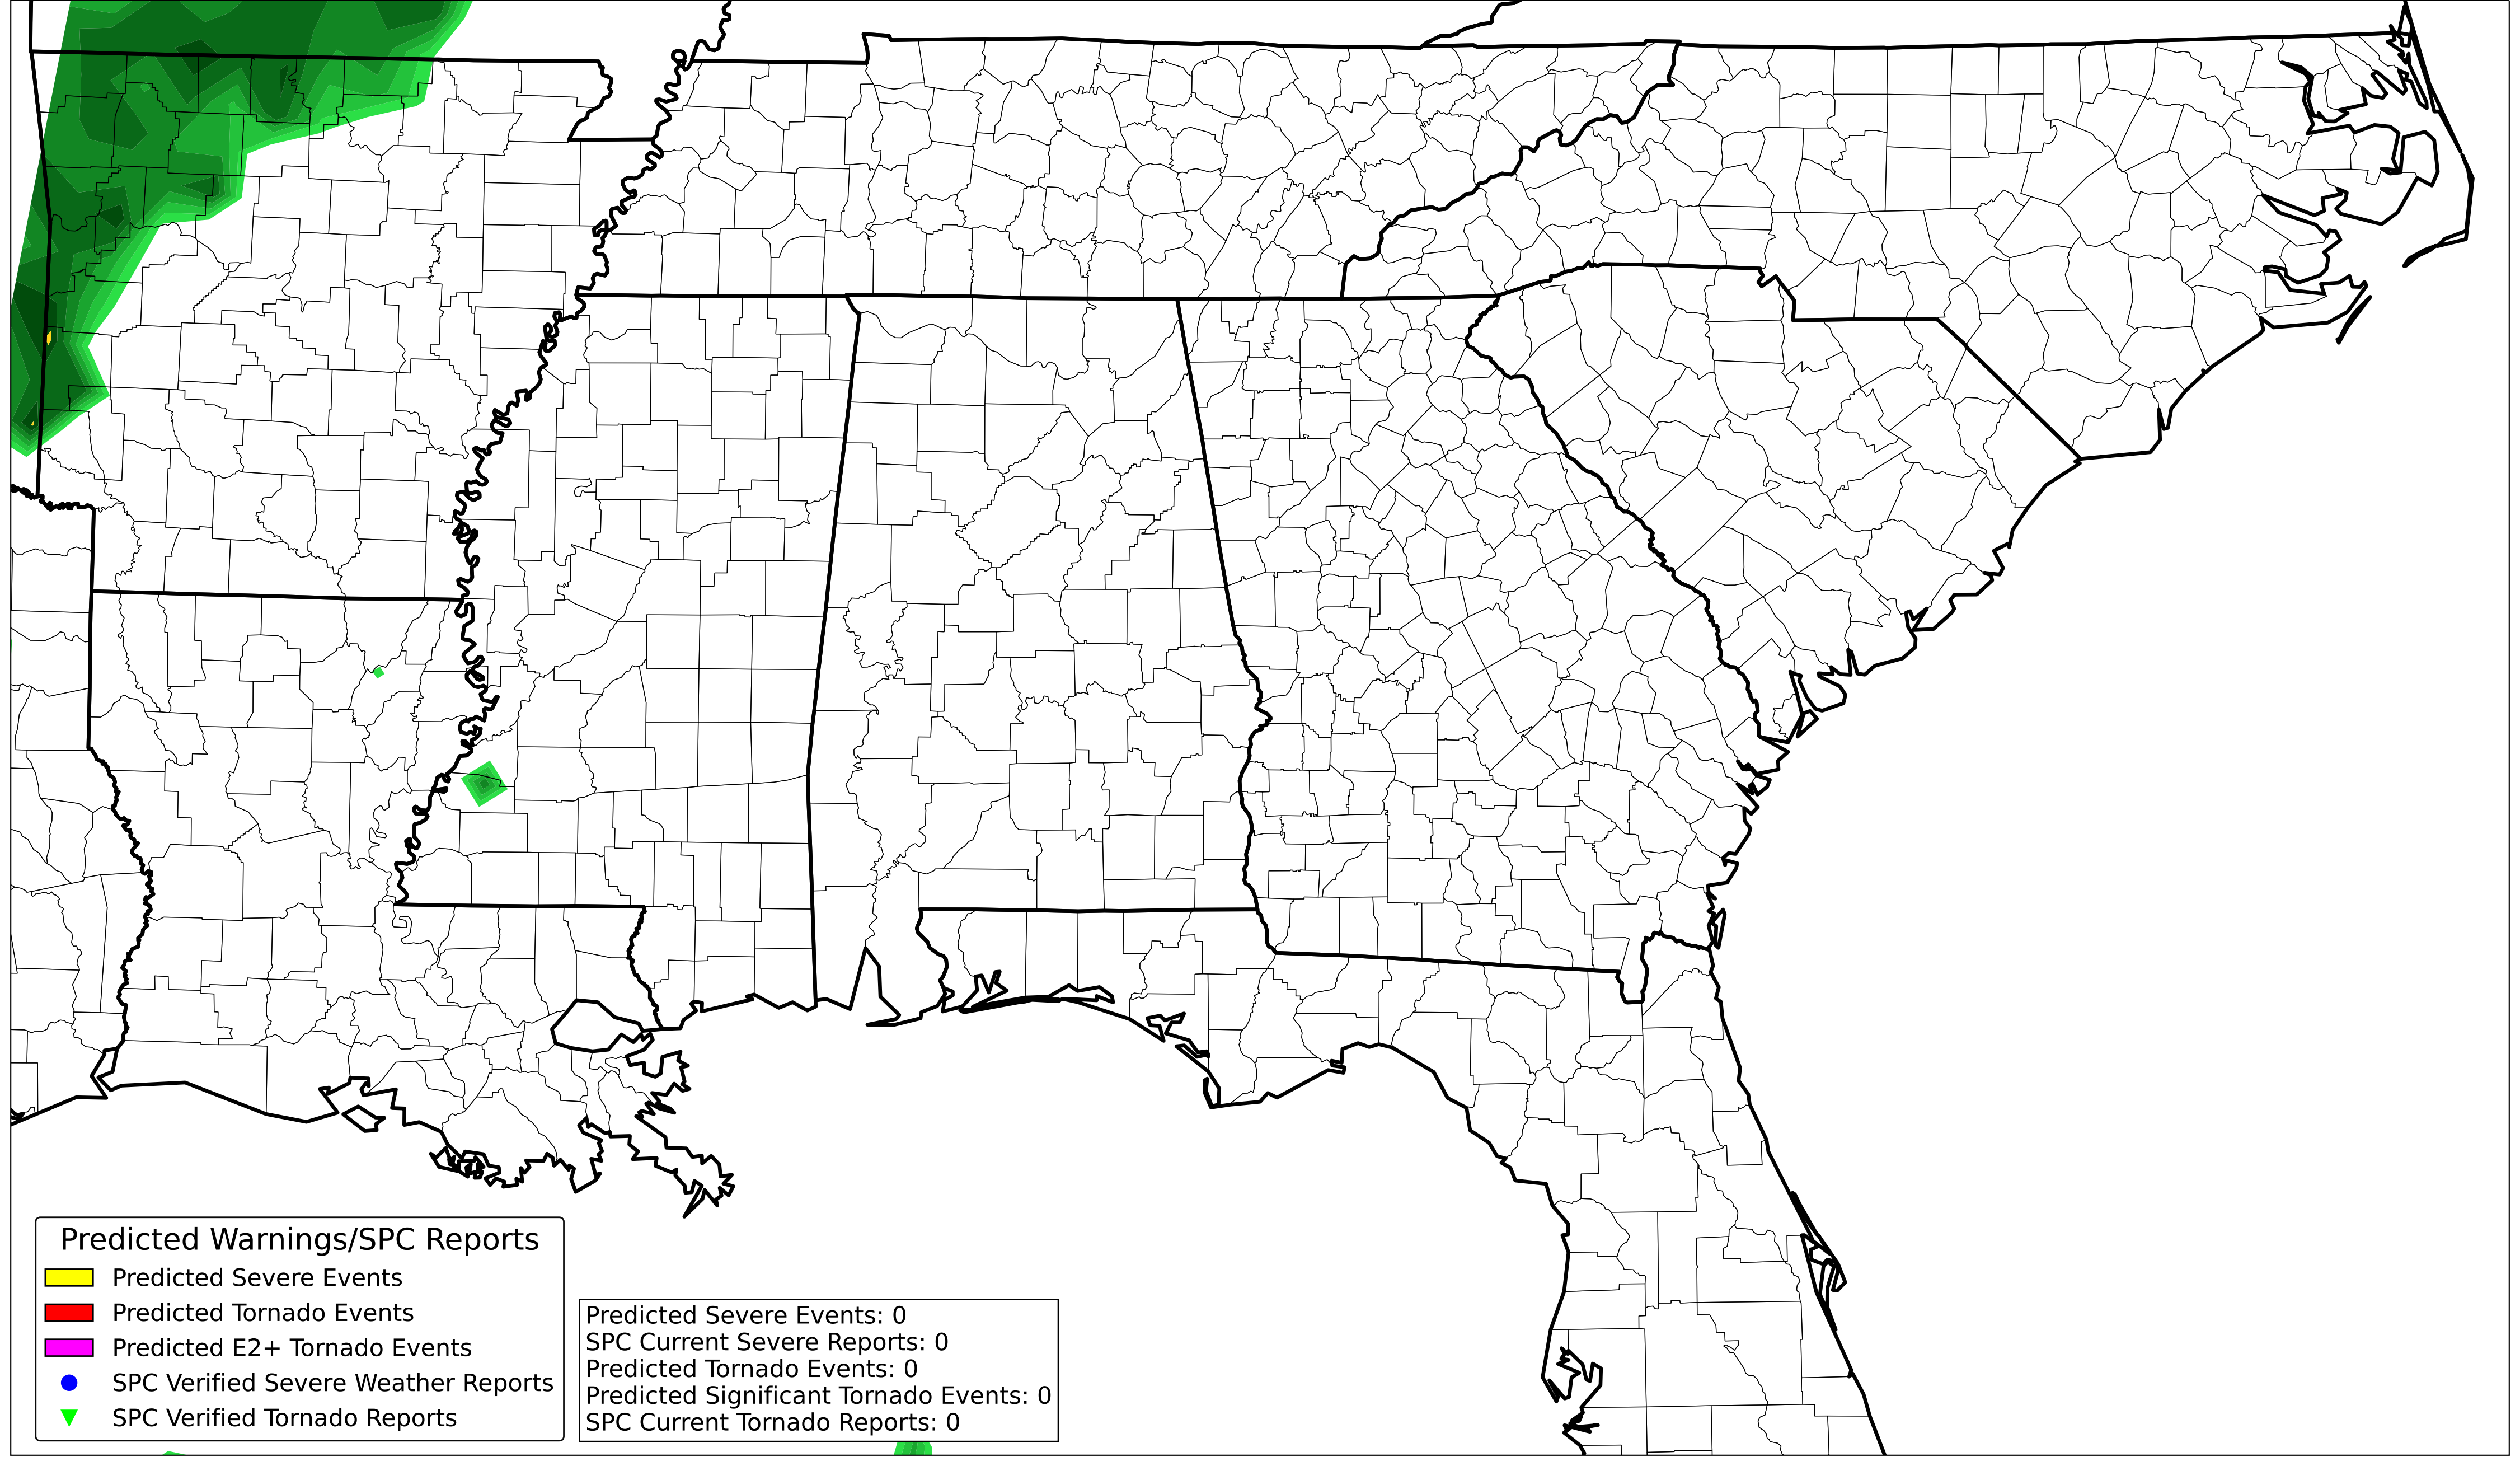 Predicted Warnings/SPC Reports
Predicted Severe Events
Predicted Tornado Events
Predicted E2+ Tornado Events
SPC Verified Severe Weather Reports
SPC Verified Tornado Reports
Predicted Severe Events: 0
SPC Current Severe Reports: 0
Predicted Tornado Events: 0
Predicted Significant Tornado Events: 0
SPC Current Tornado Reports: 0